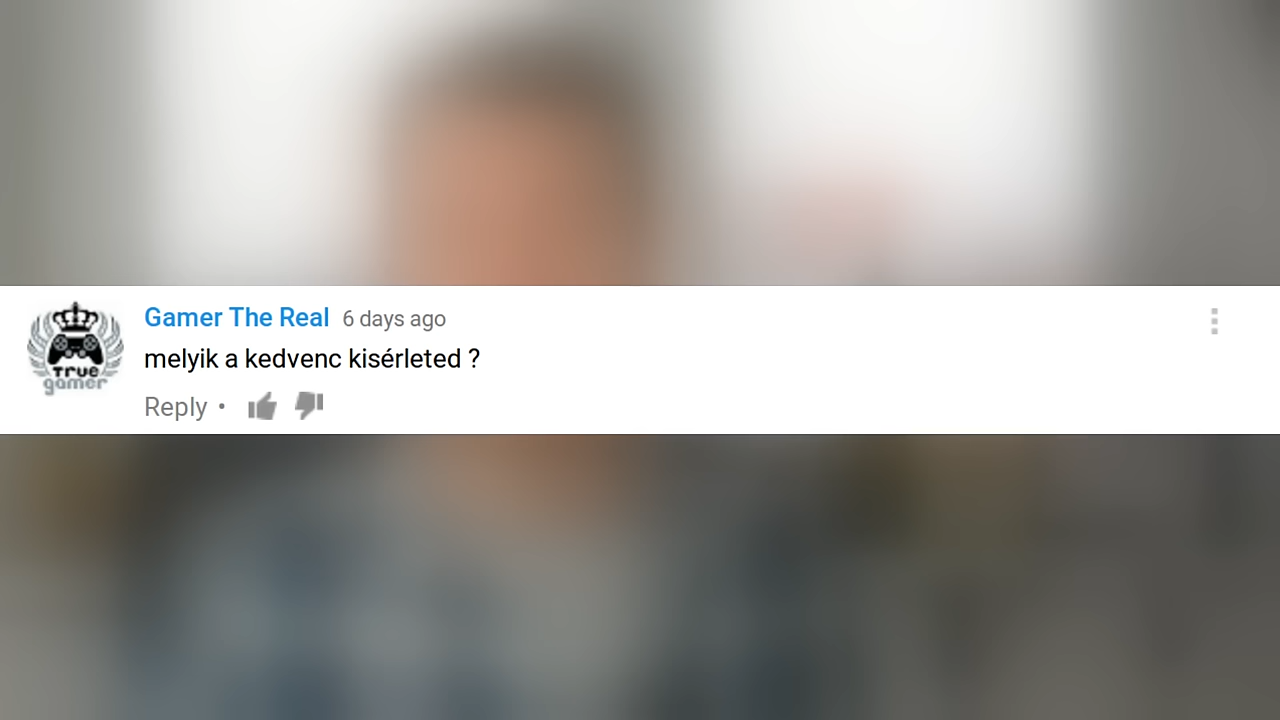 Gamer The Real 6 days ago
melyik a kedvenc kisérleted ?
Reply •
TRUE
gamer